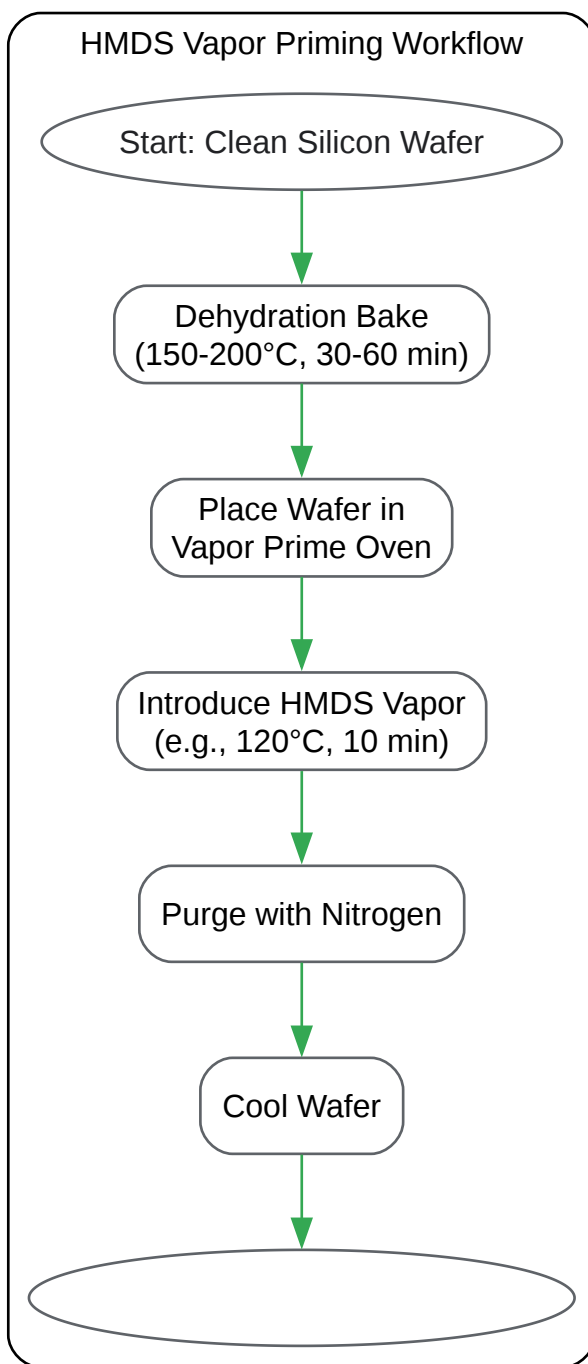 HMDS Vapor Priming Workflow
Start: Clean Silicon Wafer
Dehydration Bake
(150-200°C, 30-60 min)
Place Wafer in
Vapor Prime Oven
Introduce HMDS Vapor
(e.g., 120°C, 10 min)
Purge with Nitrogen
Cool Wafer